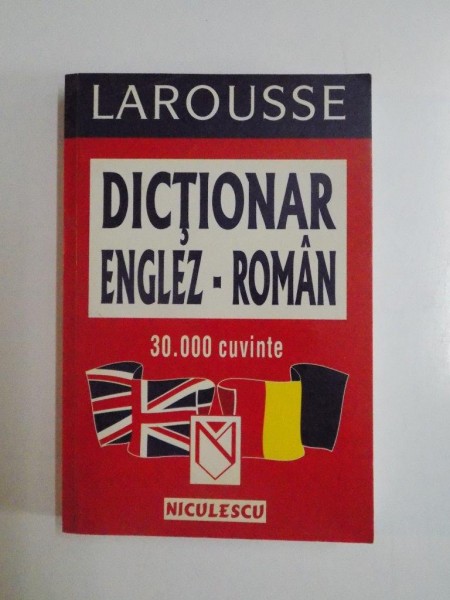 LAROUSSE
DICŢIONAR
ENGLEZ - ROMÂN
30.000 cuvinte
N
NICULESCU